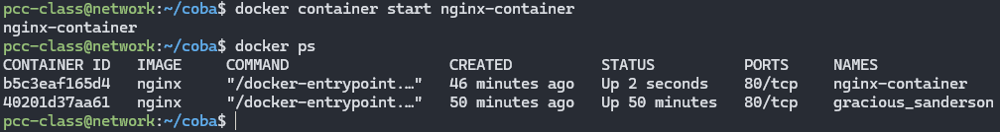 pcc-class@network:~/coba$ docker container start nginx-container
nginx-container
pcc-class@network:~/coba$ docker ps
CONTAINER ID   IMAGE     COMMAND                  CREATED          STATUS          PORTS     NAMES
b5c3eaf165d4   nginx     "/docker-entrypoint.…"   46 minutes ago   Up 2 seconds    80/tcp    nginx-container
40201d37aa61   nginx     "/docker-entrypoint.…"   50 minutes ago   Up 50 minutes   80/tcp    gracious_sanderson
pcc-class@network:~/coba$